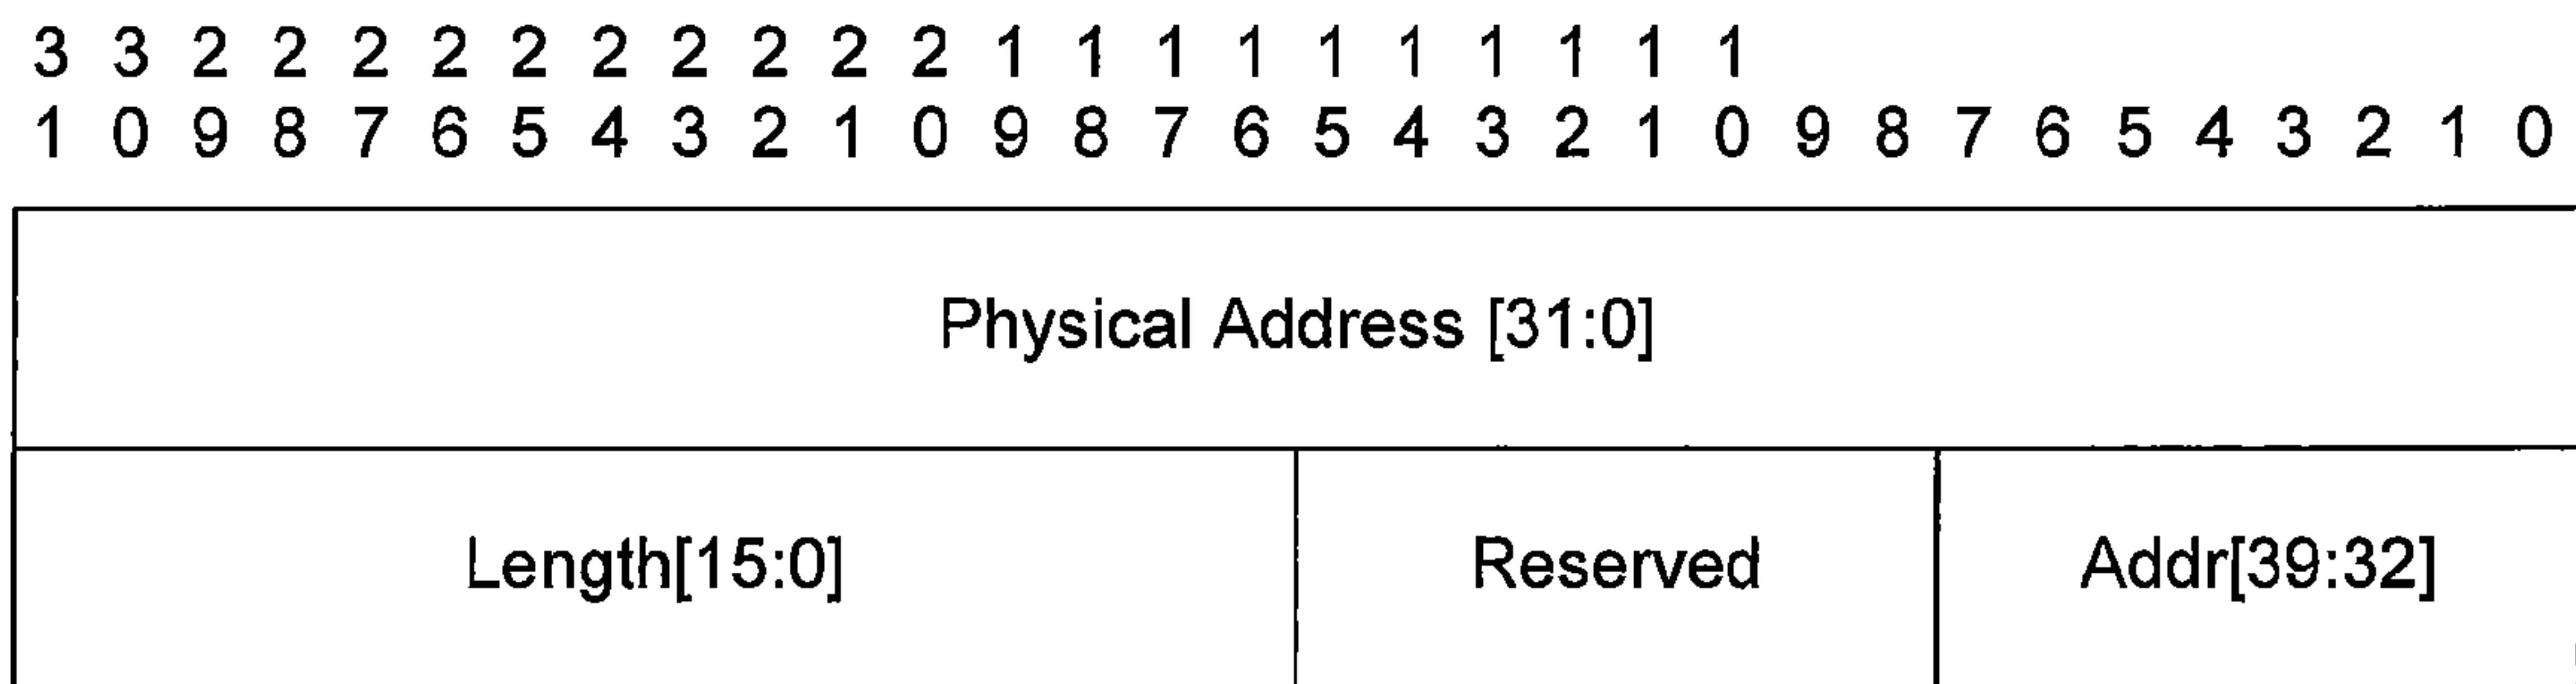 3 3 2 2 2 2 2 2 2 2 2 2 1 1 1 1 1 1 1 1 1 1
1 0 9 8 7 6 5 4 3 2 1 0 9 8 7 6 5 4 3 2 1 0 9 8 7 6 5 4 3 2 1 0
Physical Address [31:0]
Length[15:0] Reserved Addr[39:32]